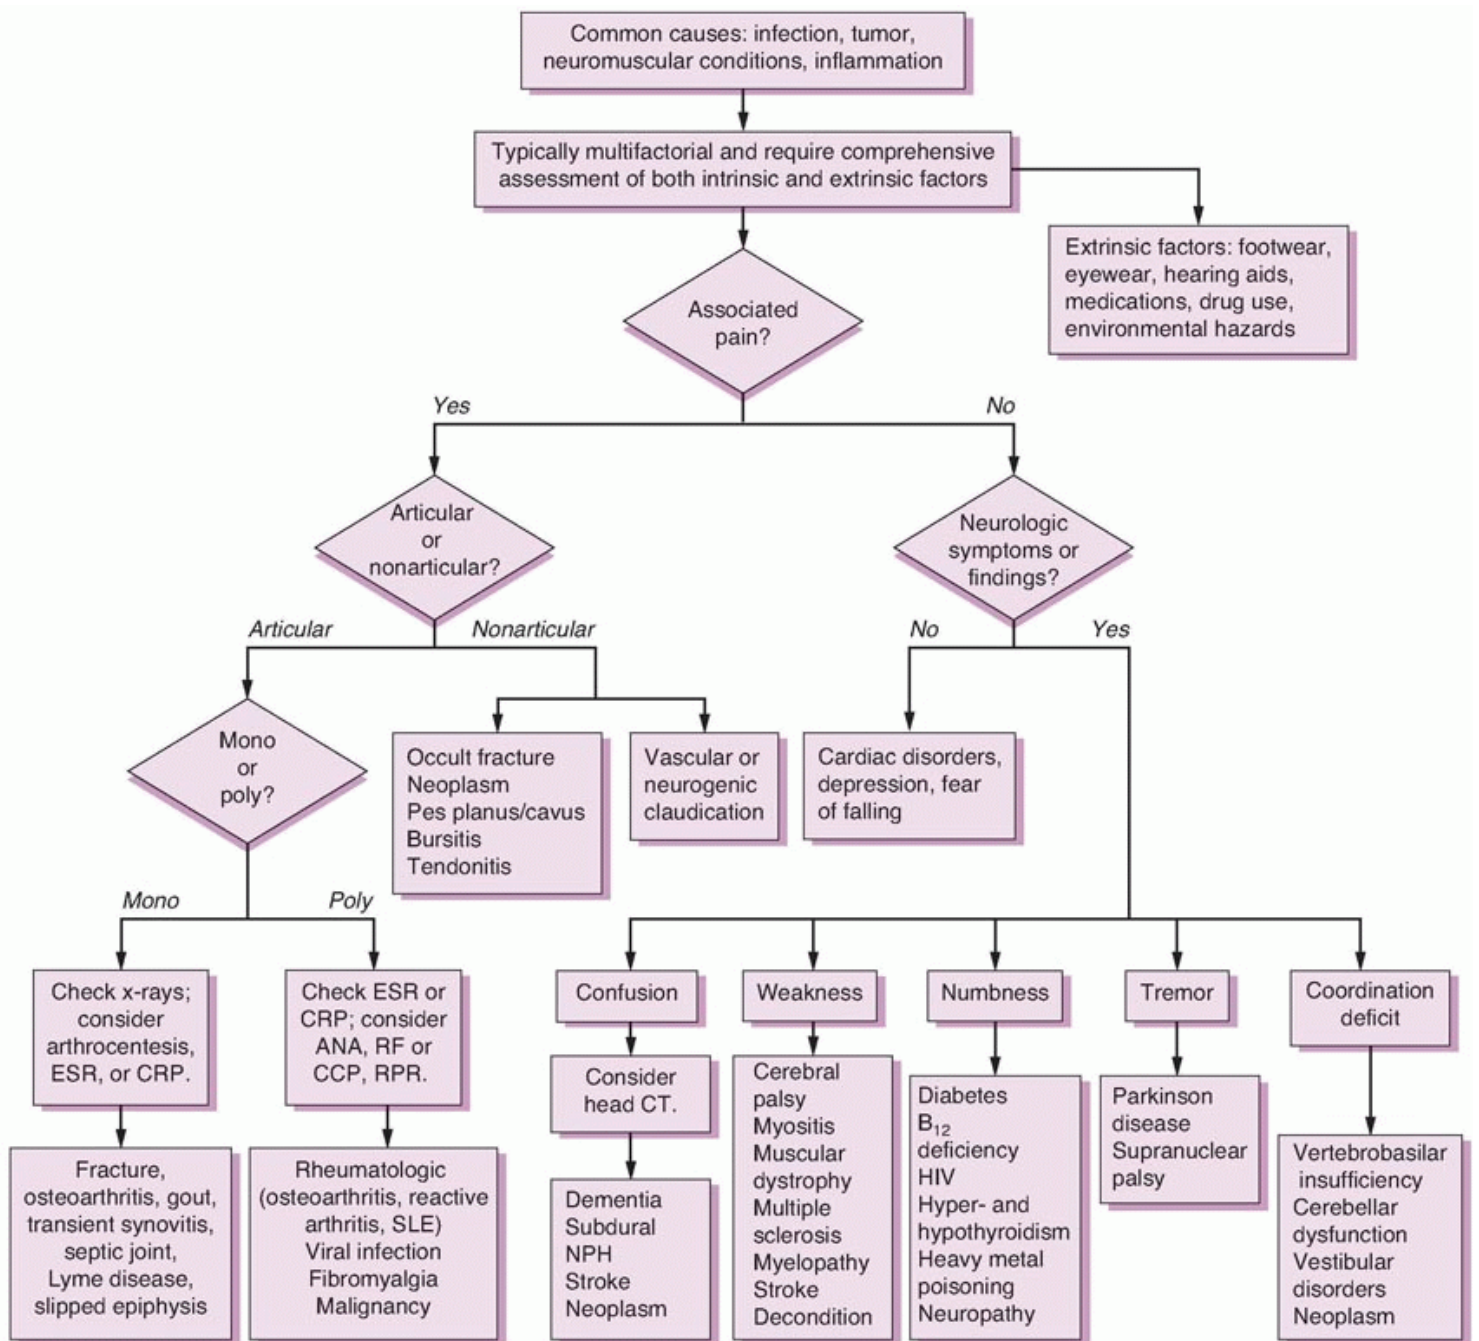 Common causes: infection, tumor,
neuromuscular conditions, inflammation
Typically multifactorial and require comprehensive
assessment of both intrinsic and extrinsic factors
Extrinsic factors: footwear,
eyewear, hearing aids,
medications, drug use,
environmental hazards
Associated
pain?
Yes
No
Articular
or
nonarticular?
Neurologic
symptoms or
findings?
Articular
Nonarticular
No
Yes
Mono
or
poly?
Occult fracture
Neoplasm
Pes planus/cavus
Bursitis
Tendonitis
Vascular or
neurogenic
claudication
Cardiac disorders,
depression, fear
of falling
Mono
Poly
Check x-rays;
consider
arthrocentesis,
ESR, or CRP.
Check ESR or
CRP; consider
ANA, RF or
CCP, RPR.
Confusion
Weakness
Numbness
Tremor
Coordination
deficit
Consider
head CT.
Fracture,
osteoarthritis, gout,
transient synovitis,
septic joint,
Lyme disease,
slipped epiphysis
Rheumatologic
(osteoarthritis, reactive
arthritis, SLE)
Viral infection
Fibromyalgia
Malignancy
Dementia
Subdural
NPH
Stroke
Neoplasm
Cerebral
palsy
Myositis
Muscular
dystrophy
Multiple
sclerosis
Myelopathy
Stroke
Decondition
Diabetes
B12
deficiency
HIV
Hyper- and
hypothyroidism
Heavy metal
poisoning
Neuropathy
Parkinson
disease
Supranuclear
palsy
Vertebrobasilar
insufficiency
Cerebellar
dysfunction
Vestibular
disorders
Neoplasm